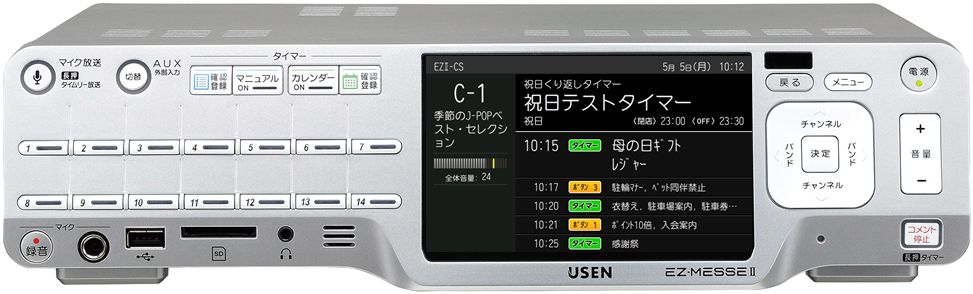 マイク放送
長押
タイムリー放送
切替
AUX
外部入力
タイマー
確認
登録
マニュアル
ON
カレンダー
ON
確認
登録
1
2
3
4
5
6
7
8
9
10
11
12
13
14
マイク
録音
SD
EZI-CS
5月 5日(月) 10:12
C-1
季節のJ-POPベ
スト・セレクシ
ョン
全体音量: 24
祝日くり返しタイマー
祝日テストタイマー
祝日
〈閉店〉 23:00 〈OFF〉 23:30
10:15 タイマー 母の日ギフト
レジャー
10:17 ボタン 3 駐輪マナー、ペット同伴禁止
10:20 タイマー 衣替え、駐車場案内、駐車券…
10:21 ボタン 1 ポイント10倍、入会案内
10:25 タイマー 感謝祭
USEN
EZ-MESSEⅡ
戻る
メニュー
電源
チャンネル
バンド
決定
バンド
チャンネル
+
音量
−
コメント
停止
長押 タイマー